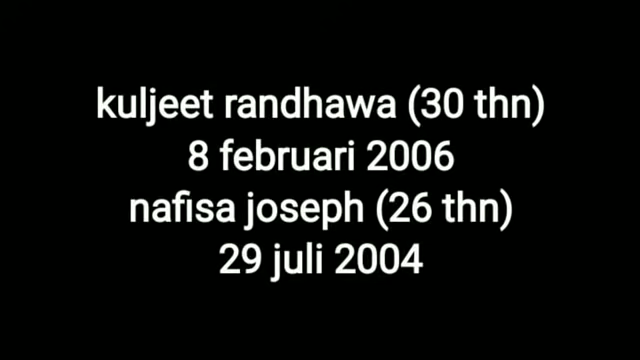 kuljeet randhawa (30 thn)
8 februari 2006
nafisa joseph (26 thn)
29 juli 2004